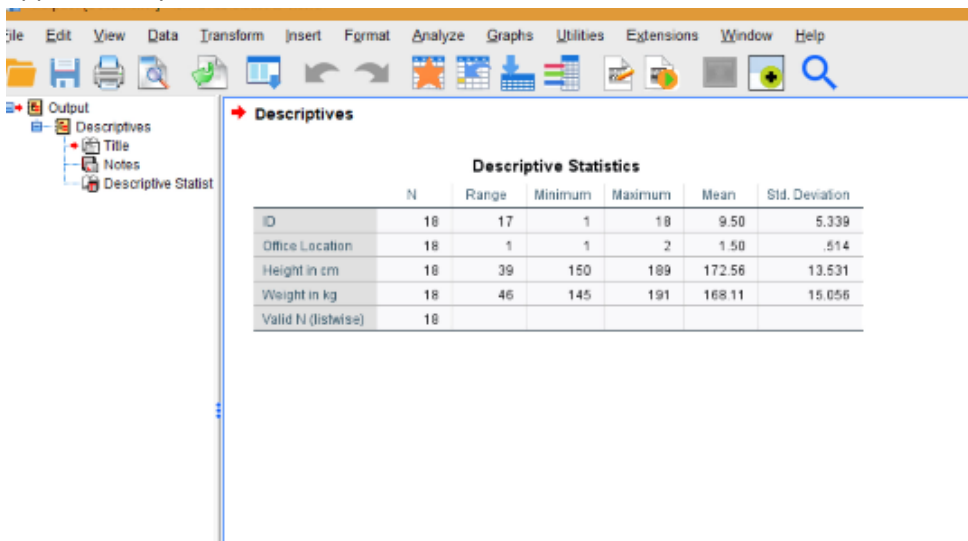 File Edit View Data Transform Insert Format Analyze Graphs Utilities Extensions Window Help
Output
Descriptives
Title
Notes
Descriptive Statist
Descriptives
Descriptive Statistics
N Range Minimum Maximum Mean Std. Deviation
ID 18 17 1 18 9.50 5.339
Office Location 18 1 1 2 1.50 .514
Height in cm 18 39 150 189 172.56 13.531
Weight in kg 18 46 145 191 168.11 15.056
Valid N (listwise) 18